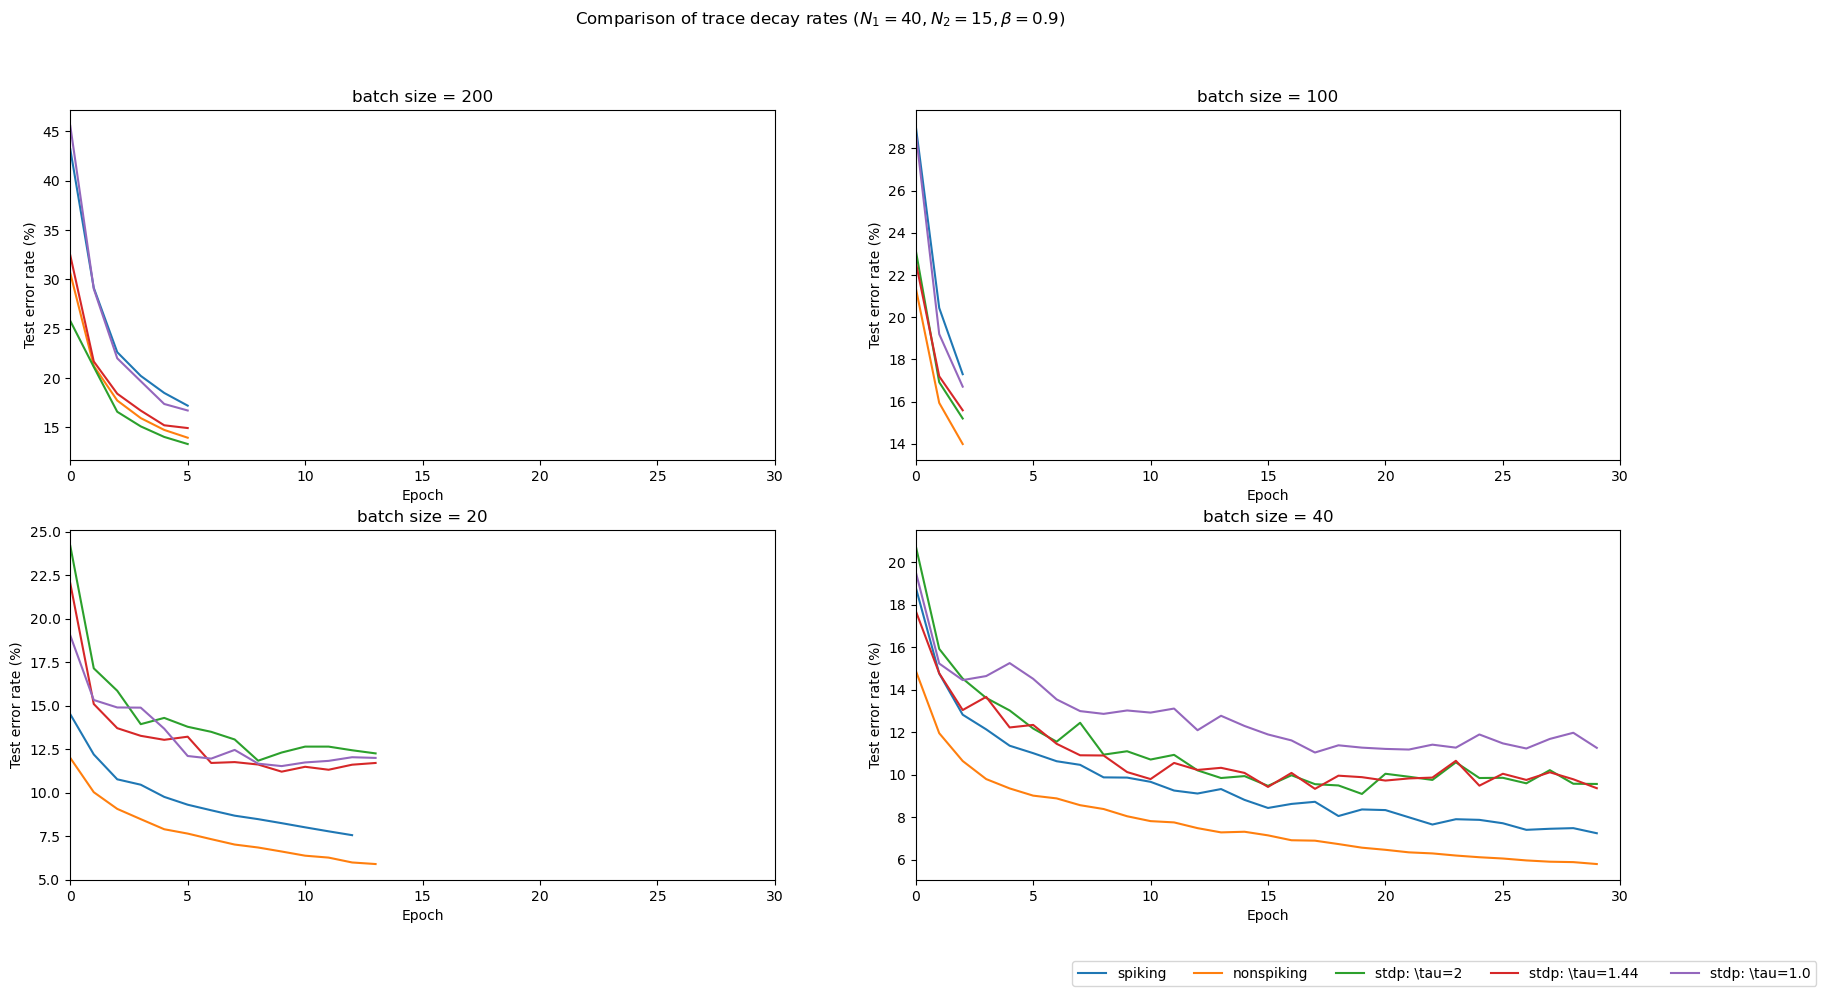 Comparison of trace decay rates (N₁ = 40, N₂ = 15, β = 0.9)
batch size = 200
45
40
35
30
25
20
15
Test error rate (%)
0 5 10 15 20 25 30
Epoch
batch size = 100
28
26
24
22
20
18
16
14
Test error rate (%)
0 5 10 15 20 25 30
Epoch
batch size = 20
25.0
22.5
20.0
17.5
15.0
12.5
10.0
7.5
5.0
Test error rate (%)
0 5 10 15 20 25 30
Epoch
batch size = 40
20
18
16
14
12
10
8
6
Test error rate (%)
0 5 10 15 20 25 30
Epoch
spiking nonspiking stdp: \tau=2 stdp: \tau=1.44 stdp: \tau=1.0